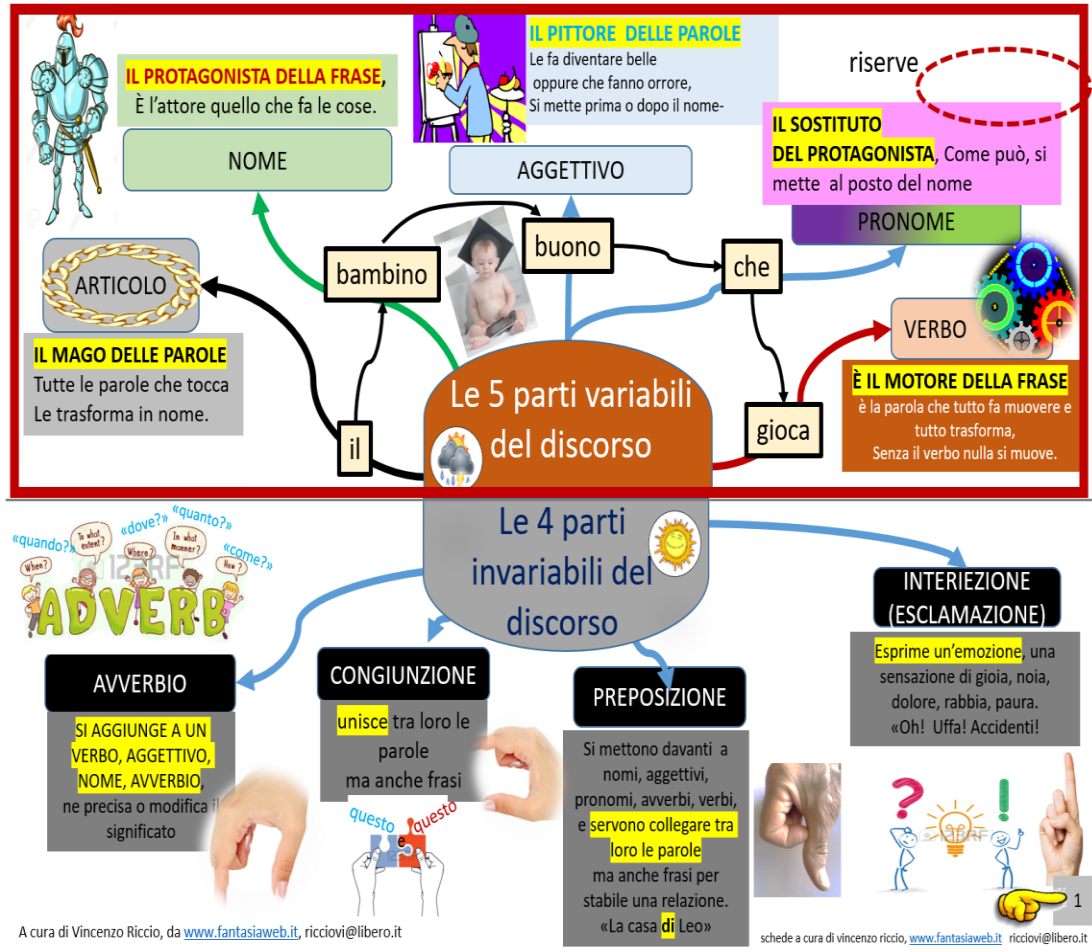 IL PROTAGONISTA DELLA FRASE,
È l'attore quello che fa le cose.
NOME
IL PITTORE DELLE PAROLE
Le fa diventare belle
oppure che fanno orrore,
Si mette prima o dopo il nome-
AGGETTIVO
riserve
IL SOSTITUTO
DEL PROTAGONISTA, Come può, si
mette al posto del nome
PRONOME
ARTICOLO
IL MAGO DELLE PAROLE
Tutte le parole che tocca
Le trasforma in nome.
il
bambino
buono
che
gioca
VERBO
È IL MOTORE DELLA FRASE
è la parola che tutto fa muovere e
tutto trasforma,
Senza il verbo nulla si muove.
Le 5 parti variabili
del discorso
Le 4 parti
invariabili del
discorso
«quando?»
«dove?»
«quanto?»
«come?»
When?
To what
extent?
Where?
In what
manner?
How ?
123RF
ADVERB
AVVERBIO
SI AGGIUNGE A UN
VERBO, AGGETTIVO,
NOME, AVVERBIO,
ne precisa o modifica il
significato
CONGIUNZIONE
unisce tra loro le
parole
ma anche frasi
questo
e
questo
PREPOSIZIONE
Si mettono davanti a
nomi, aggettivi,
pronomi, avverbi, verbi,
e servono collegare tra
loro le parole
ma anche frasi per
stabile una relazione.
«La casa di Leo»
INTERIEZIONE
(ESCLAMAZIONE)
Esprime un'emozione, una
sensazione di gioia, noia,
dolore, rabbia, paura.
«Oh! Uffa! Accidenti!
? !
123RF
1
A cura di Vincenzo Riccio, da www.fantasiaweb.it, ricciovi@libero.it
schede a cura di vincenzo riccio, www.fantasiaweb.it ricciovi@libero.it